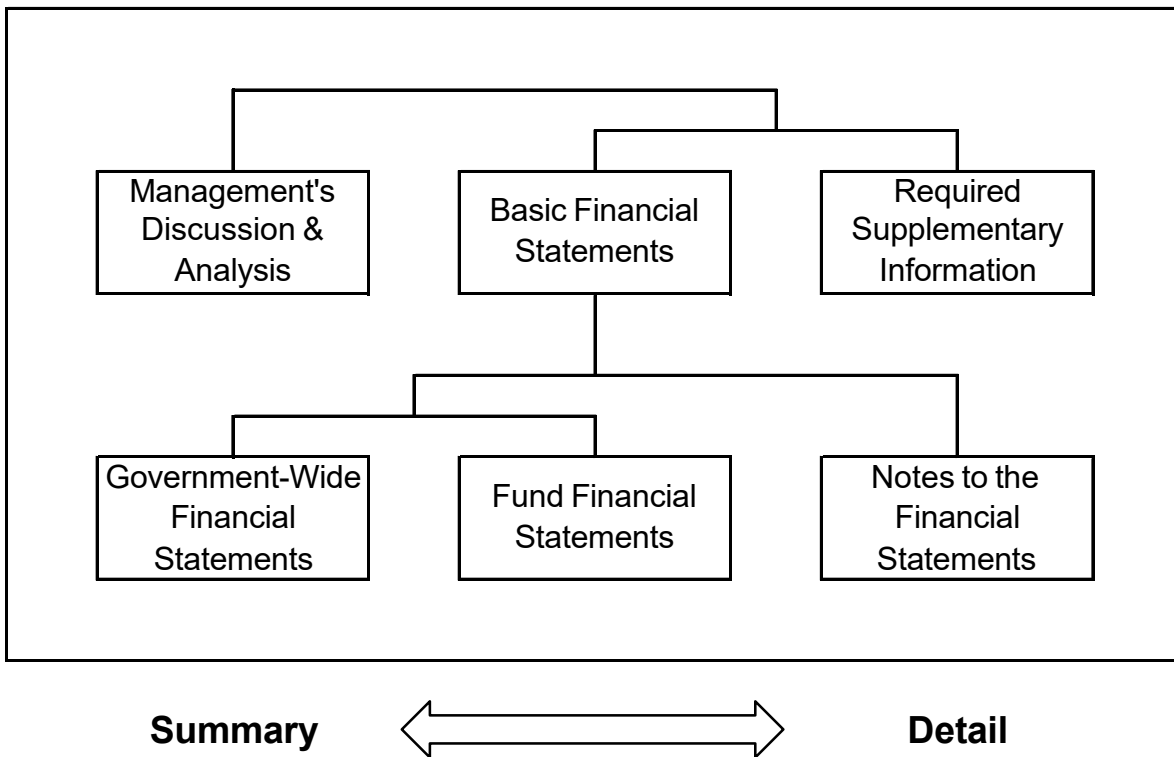 Management's
Discussion &
Analysis
Basic Financial
Statements
Required
Supplementary
Information
Government-Wide
Financial
Statements
Fund Financial
Statements
Notes to the
Financial
Statements
Summary
Detail